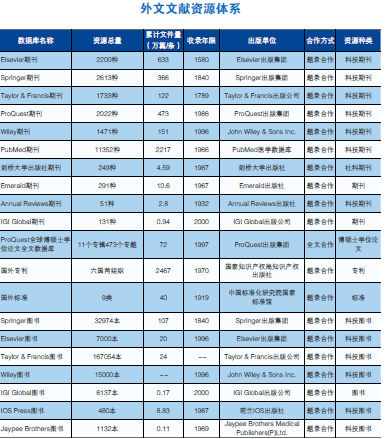 外文文献资源体系
数据库名称 资源总量 累计文件量（万篇/条） 收录年限 出版单位 合作方式 资源种类
Elsevier期刊 2200种 633 1580 Elsevier出版集团 题录合作 科技期刊
Springer期刊 2613种 366 1840 Springer出版集团 题录合作 科技期刊
Taylor & Francis期刊 1733种 122 1789 Taylor & Francis出版公司 题录合作 科技期刊
ProQuest期刊 2022种 473 1986 ProQuest出版集团 题录合作 科技期刊
Wiley期刊 1471种 151 1996 John Wiley & Sons Inc. 题录合作 科技期刊
PubMed期刊 11352种 2217 1966 PubMed医学数据库 题录合作 科技期刊
剑桥大学出版社期刊 249种 4.59 1987 剑桥大学出版社 题录合作 社科期刊
Emerald期刊 291种 10.6 1967 Emerald出版社 题录合作 期刊
Annual Reviews期刊 51种 2.8 1932 Annual Reviews出版社 题录合作 科技期刊
IGI Global期刊 131种 0.94 2000 IGI Global出版公司 题录合作 期刊
ProQuest全球博硕士学位论文全文数据库 11个专辑473个专题 72 1997 ProQuest出版集团 全文合作 博硕士学位论文
国外专利 六国两组织 2467 1970 国家知识产权局知识产权出版社 题录合作 专利
国外标准 9类 40 1919 中国标准化研究院国家标准馆 题录合作 标准
Springer图书 32974本 107 1840 Springer出版集团 题录合作 科技图书
Elsevier图书 7000本 20 1996 Elsevier出版集团 题录合作 科技图书
Taylor & Francis图书 167054本 24 -- Taylor & Francis出版公司 题录合作 科技图书
Wiley图书 15000本 -- 1996 John Wiley & Sons Inc. 题录合作 科技图书
IGI Global图书 8137本 0.17 2000 IGI Global出版公司 题录合作 图书
IOS Press图书 480本 8.83 1987 荷兰IOS出版社 题录合作 科技图书
Jaypee Brothers图书 1132本 0.11 1969 Jaypee Brothers Medical Publishers(P)Ltd. 题录合作 科技图书